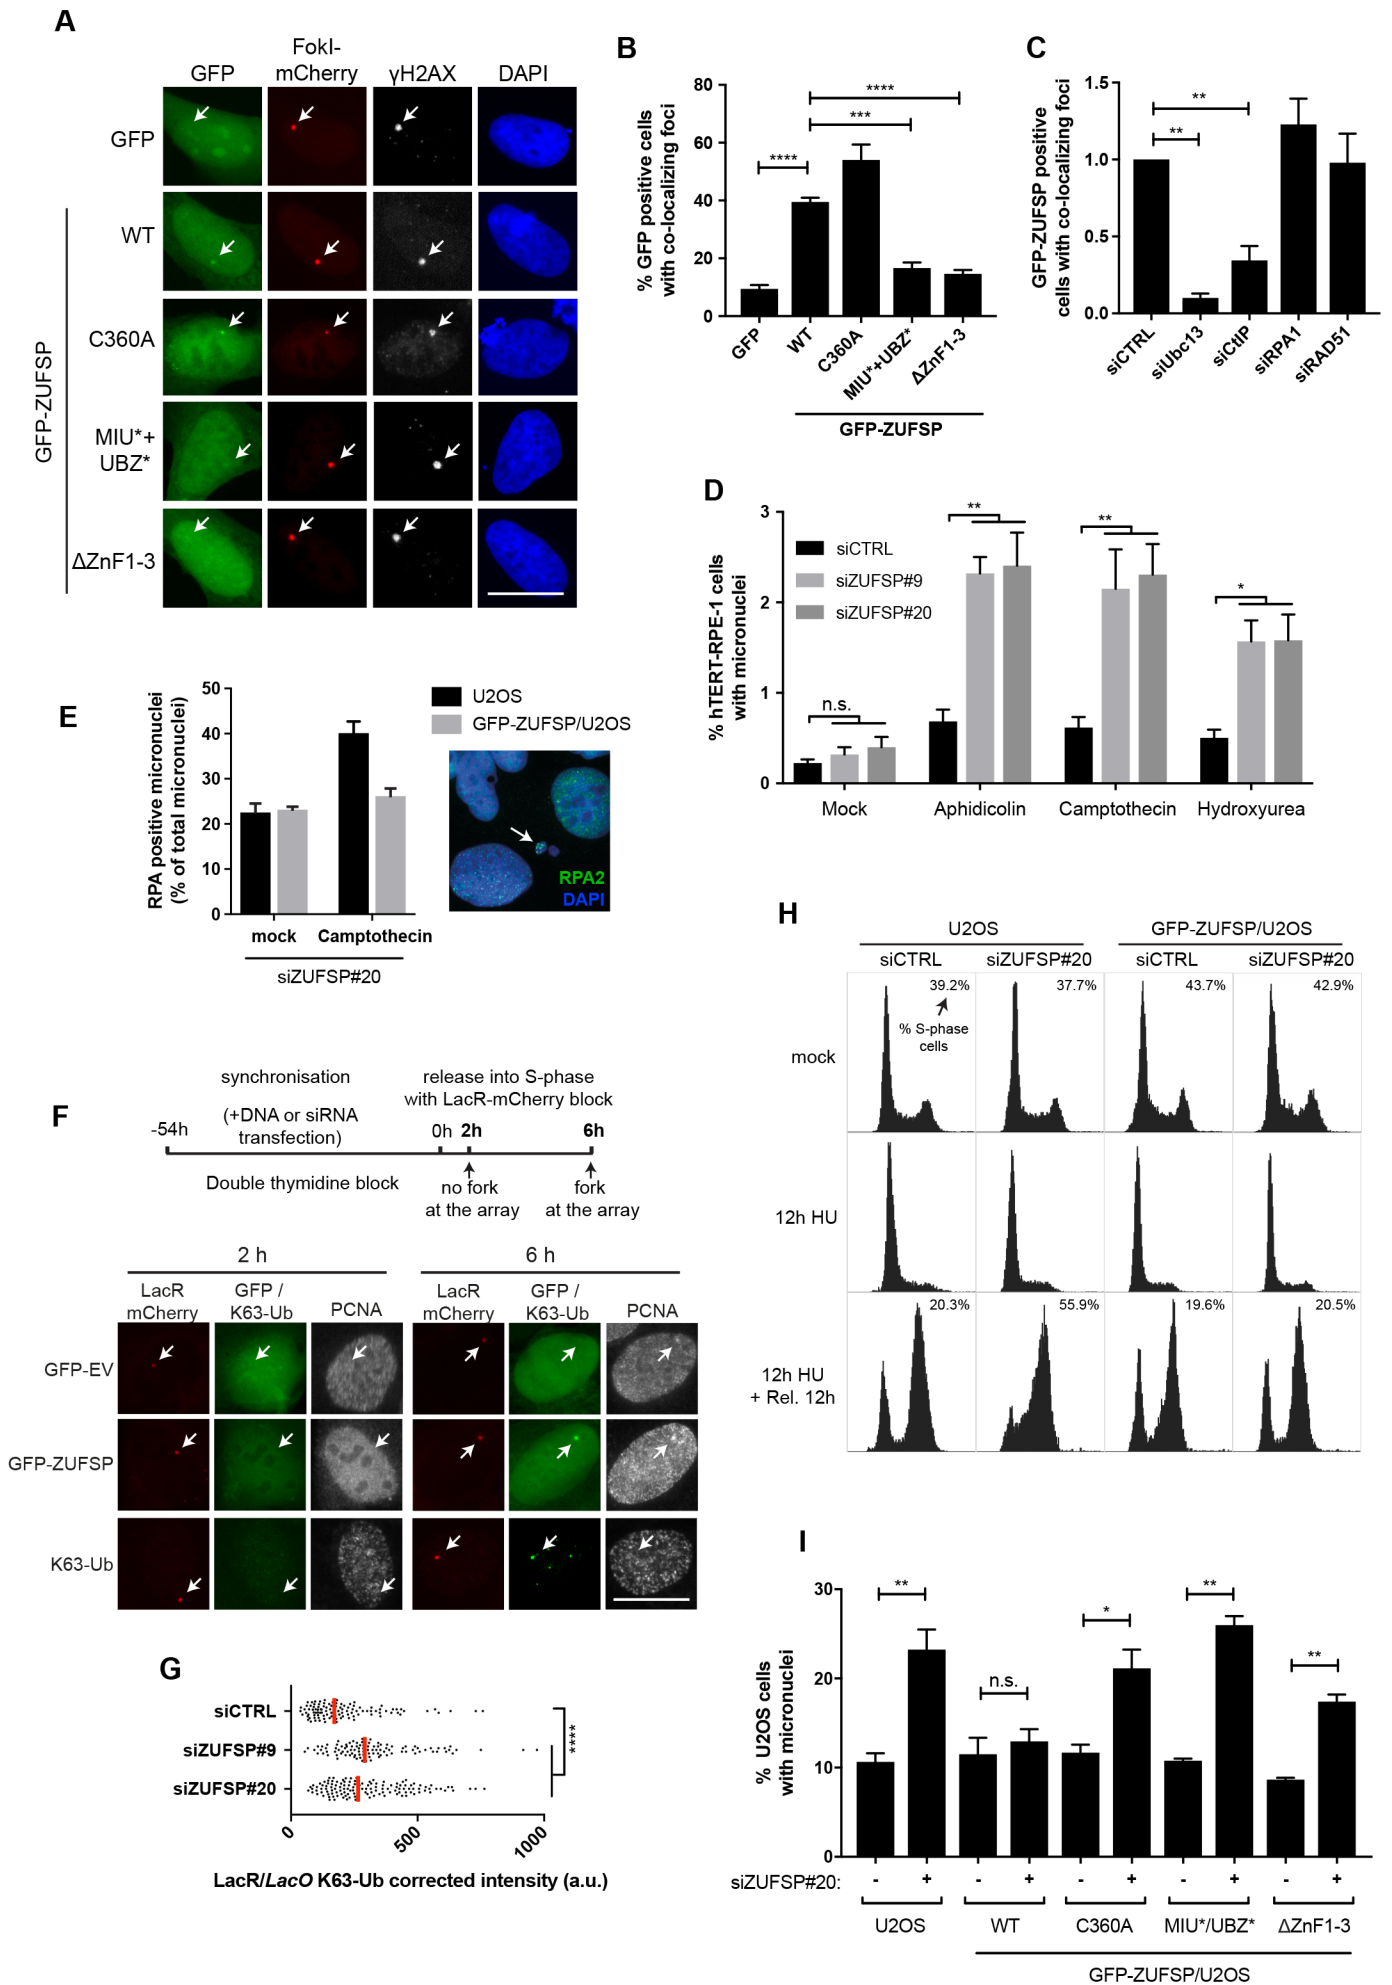 A
GFP
FokI-
mCherry
γH2AX
DAPI
GFP
WT
C360A
MIU*+
UBZ*
ΔZnF1-3
GFP-ZUFSP
B
% GFP positive cells
with co-localizing foci
80
60
40
20
0
****
****
***
GFP
WT
C360A
MIU*+UBZ*
ΔZnF1-3
GFP-ZUFSP
C
GFP-ZUFSP positive
cells with co-localizing foci
1.5
1.0
0.5
0.0
**
**
siCTRL
siUbc13
siCtIP
siRPA1
siRAD51
D
% hTERT-RPE-1 cells
with micronuclei
3
2
1
0
siCTRL
siZUFSP#9
siZUFSP#20
n.s.
**
**
*
Mock
Aphidicolin
Camptothecin
Hydroxyurea
E
RPA positive micronuclei
(% of total micronuclei)
50
40
30
20
10
0
U2OS
GFP-ZUFSP/U2OS
RPA2
DAPI
mock
Camptothecin
siZUFSP#20
F
synchronisation
(+DNA or siRNA
transfection)
release into S-phase
with LacR-mCherry block
-54h
0h
2h
6h
Double thymidine block
no fork
at the array
fork
at the array
2 h
6 h
LacR
mCherry
GFP /
K63-Ub
PCNA
LacR
mCherry
GFP /
K63-Ub
PCNA
GFP-EV
GFP-ZUFSP
K63-Ub
G
siCTRL
siZUFSP#9
siZUFSP#20
****
0
500
1000
LacR/LacO K63-Ub corrected intensity (a.u.)
H
U2OS
GFP-ZUFSP/U2OS
siCTRL
siZUFSP#20
siCTRL
siZUFSP#20
mock
39.2%
37.7%
43.7%
42.9%
% S-phase
cells
12h HU
12h HU
+ Rel. 12h
20.3%
55.9%
19.6%
20.5%
I
% U2OS cells
with micronuclei
30
20
10
0
**
n.s.
*
**
**
siZUFSP#20:
- + - + - + - + - +
U2OS
WT
C360A
MIU*/UBZ*
ΔZnF1-3
GFP-ZUFSP/U2OS